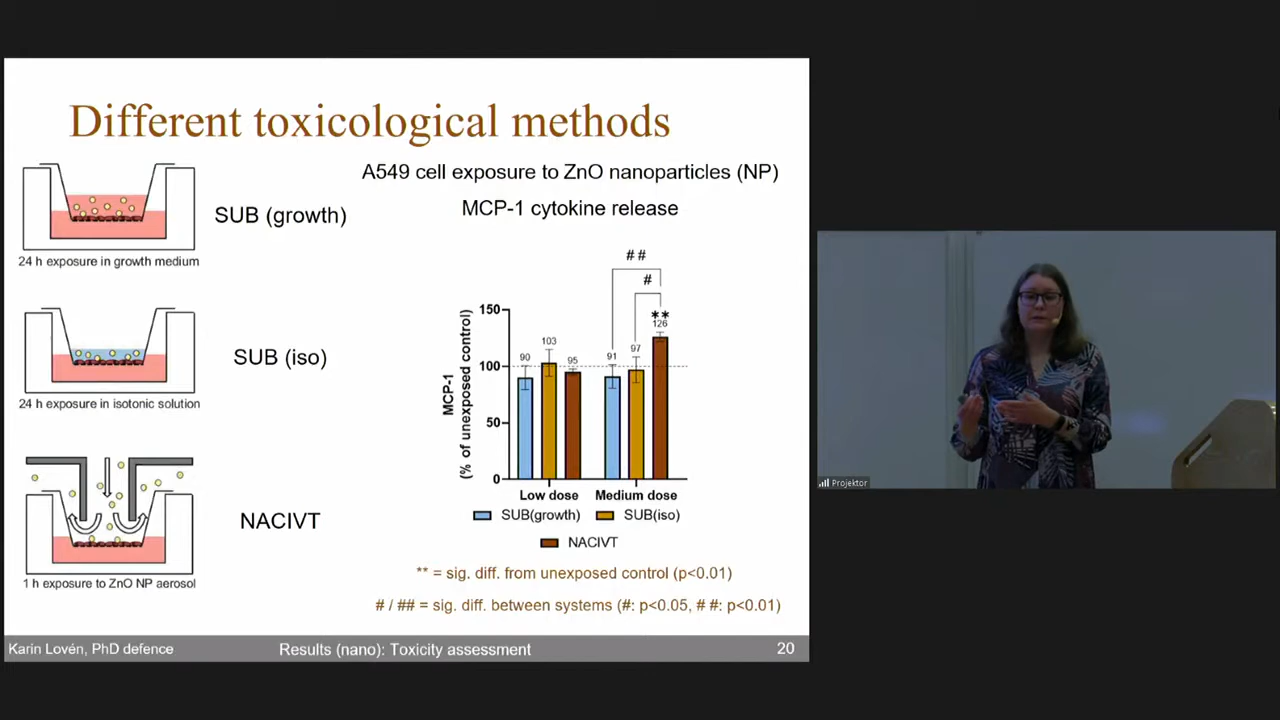 Different toxicological methods
SUB (growth)
24 h exposure in growth medium
SUB (iso)
24 h exposure in isotonic solution
NACIVT
1 h exposure to ZnO NP aerosol
A549 cell exposure to ZnO nanoparticles (NP)
MCP-1 cytokine release
MCP-1
(% of unexposed control)
150
100
50
0
# #
#
**
90
103
95
91
97
126
Low dose
Medium dose
SUB(growth)
SUB(iso)
NACIVT
** = sig. diff. from unexposed control (p<0.01)
# / ## = sig. diff. between systems (#: p<0.05, # #: p<0.01)
Karin Lovén, PhD defence
Results (nano): Toxicity assessment
20
Projektor